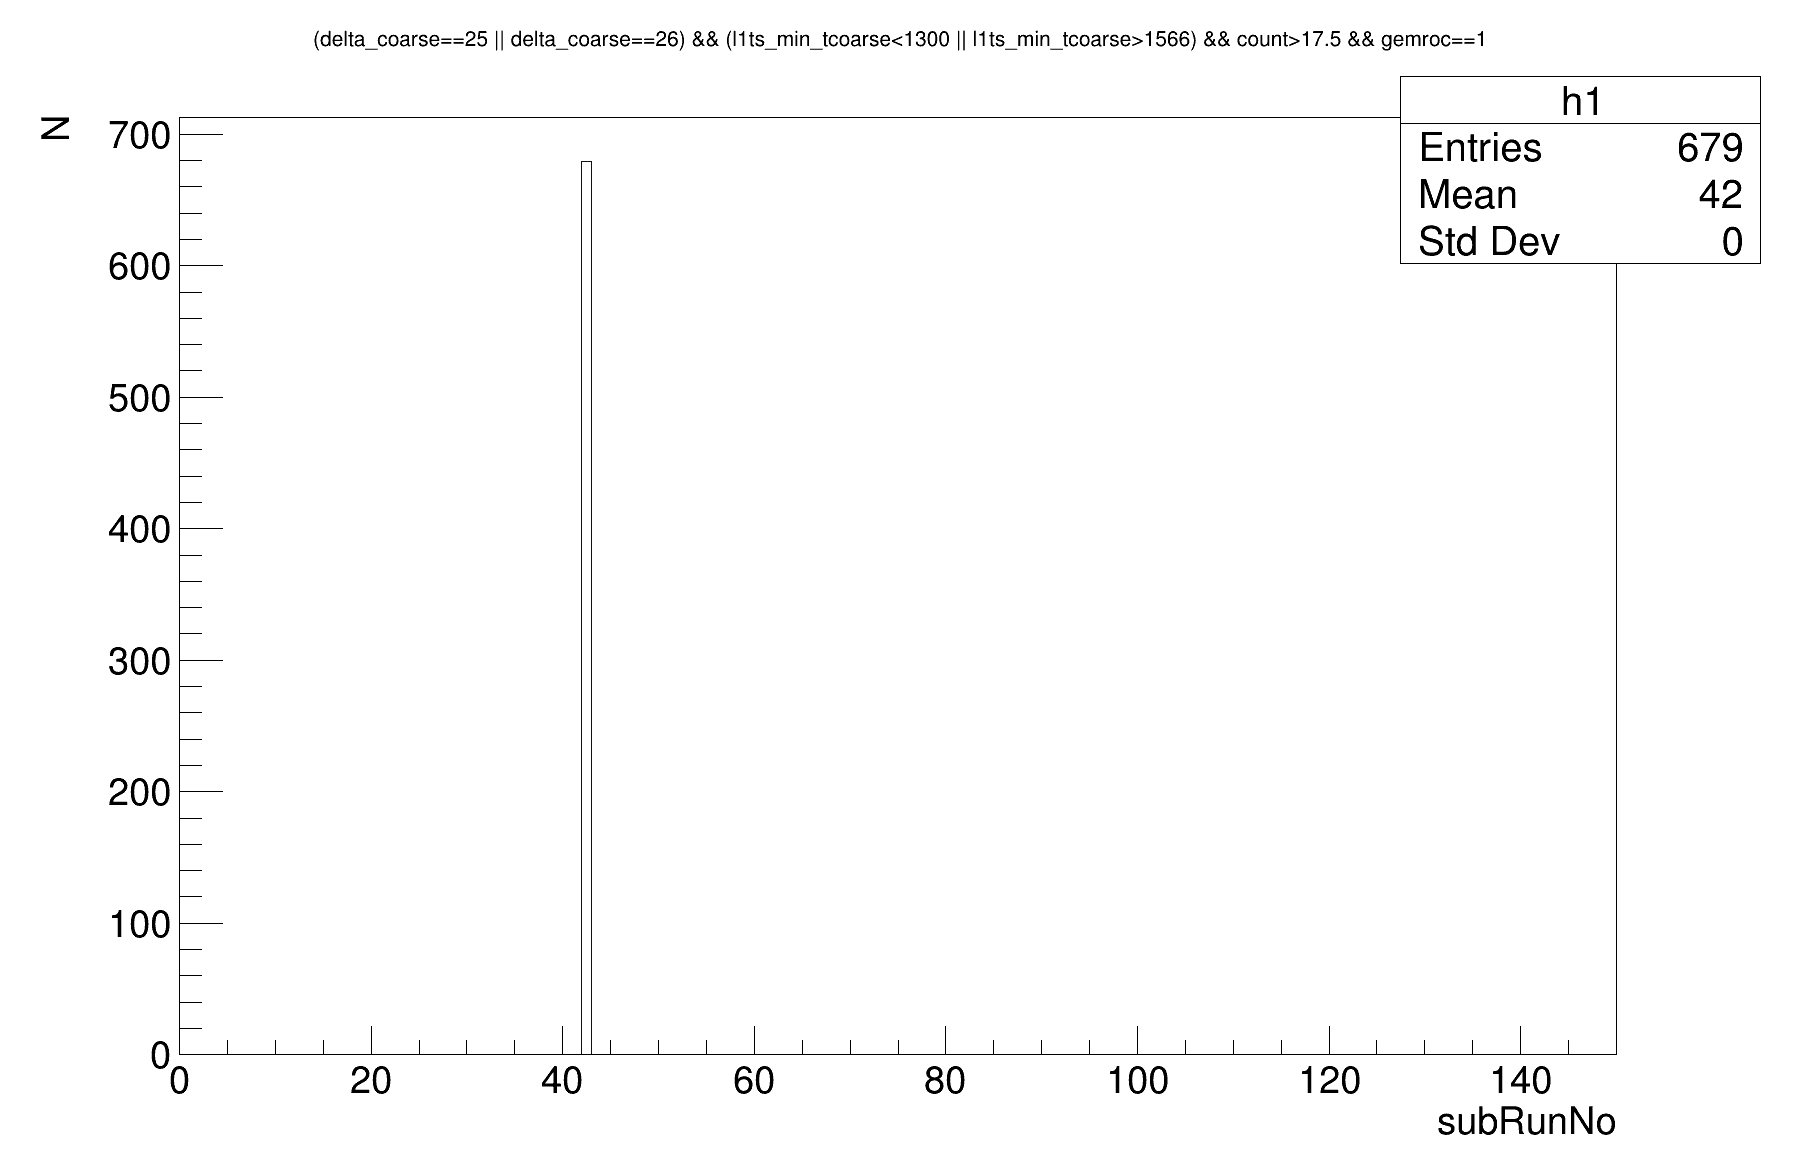 (delta_coarse==25 || delta_coarse==26) && (l1ts_min_tcoarse<1300 || l1ts_min_tcoarse>1566) && count>17.5 && gemroc==1
h1
Entries 679
Mean 42
Std Dev 0
N
700
600
500
400
300
200
100
0
0 20 40 60 80 100 120 140
subRunNo